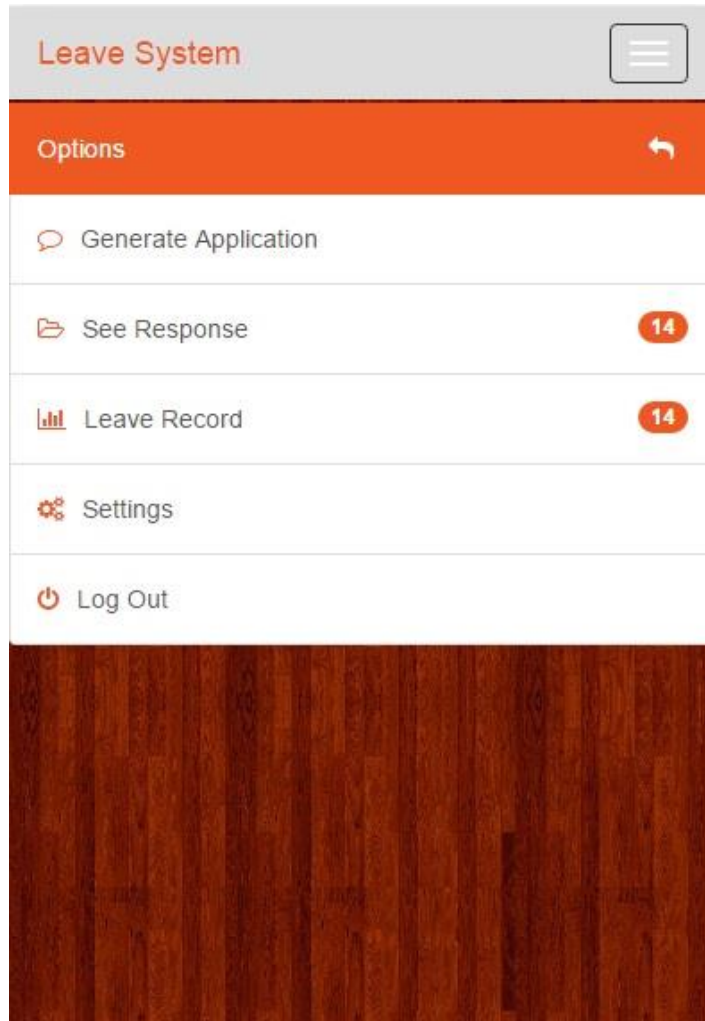 Leave System
Options
Generate Application
See Response 14
Leave Record 14
Settings
Log Out